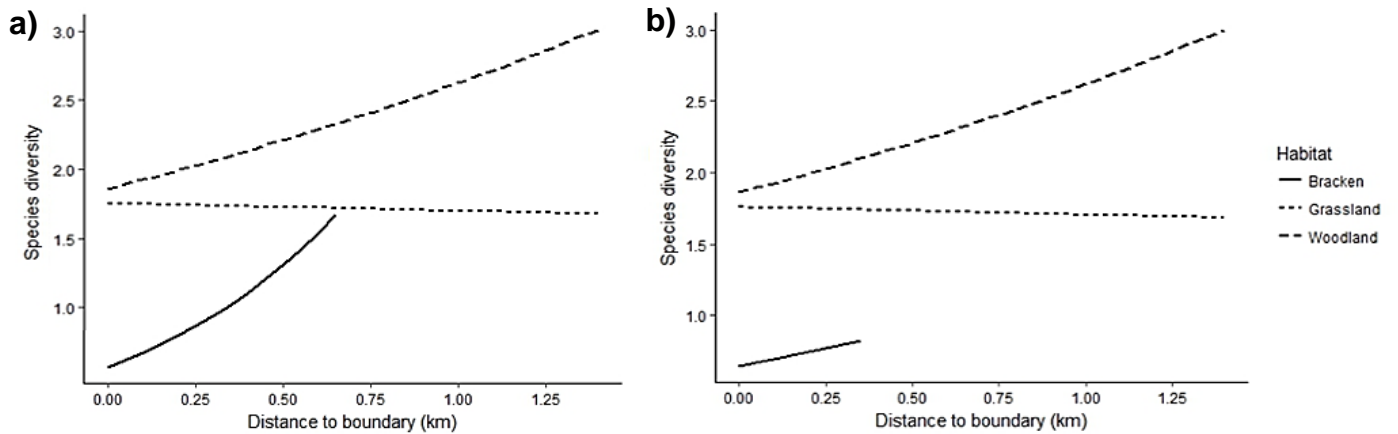 a)
3.0
2.5
2.0
1.5
1.0
Species diversity
0.00 0.25 0.50 0.75 1.00 1.25
Distance to boundary (km)
b)
3.0
2.5
2.0
1.5
1.0
Species diversity
0.00 0.25 0.50 0.75 1.00 1.25
Distance to boundary (km)
Habitat
Bracken
Grassland
Woodland